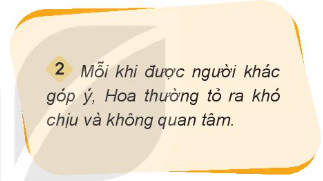 2 Mỗi khi được người khác
góp ý, Hoa thường tỏ ra khó
chịu và không quan tâm.